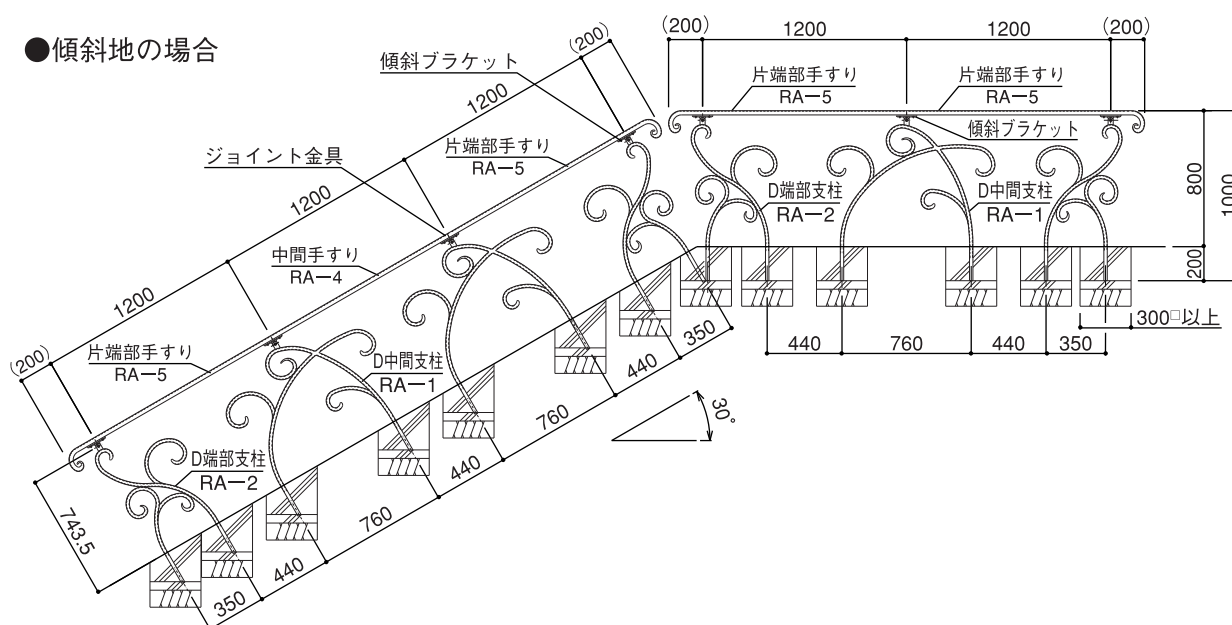 ●傾斜地の場合
(200)
1200
1200
(200)
(200)
1200
傾斜ブラケット
片端部手すり
RA－5
片端部手すり
RA－5
傾斜ブラケット
ジョイント金具
片端部手すり
RA－5
1200
D端部支柱
RA－2
D中間支柱
RA－1
800
1000
200
中間手すり
RA－4
1200
300□以上
440
760
440
350
350
440
760
440
760
440
350
30°
(200)
片端部手すり
RA－5
D中間支柱
RA－1
D端部支柱
RA－2
743.5